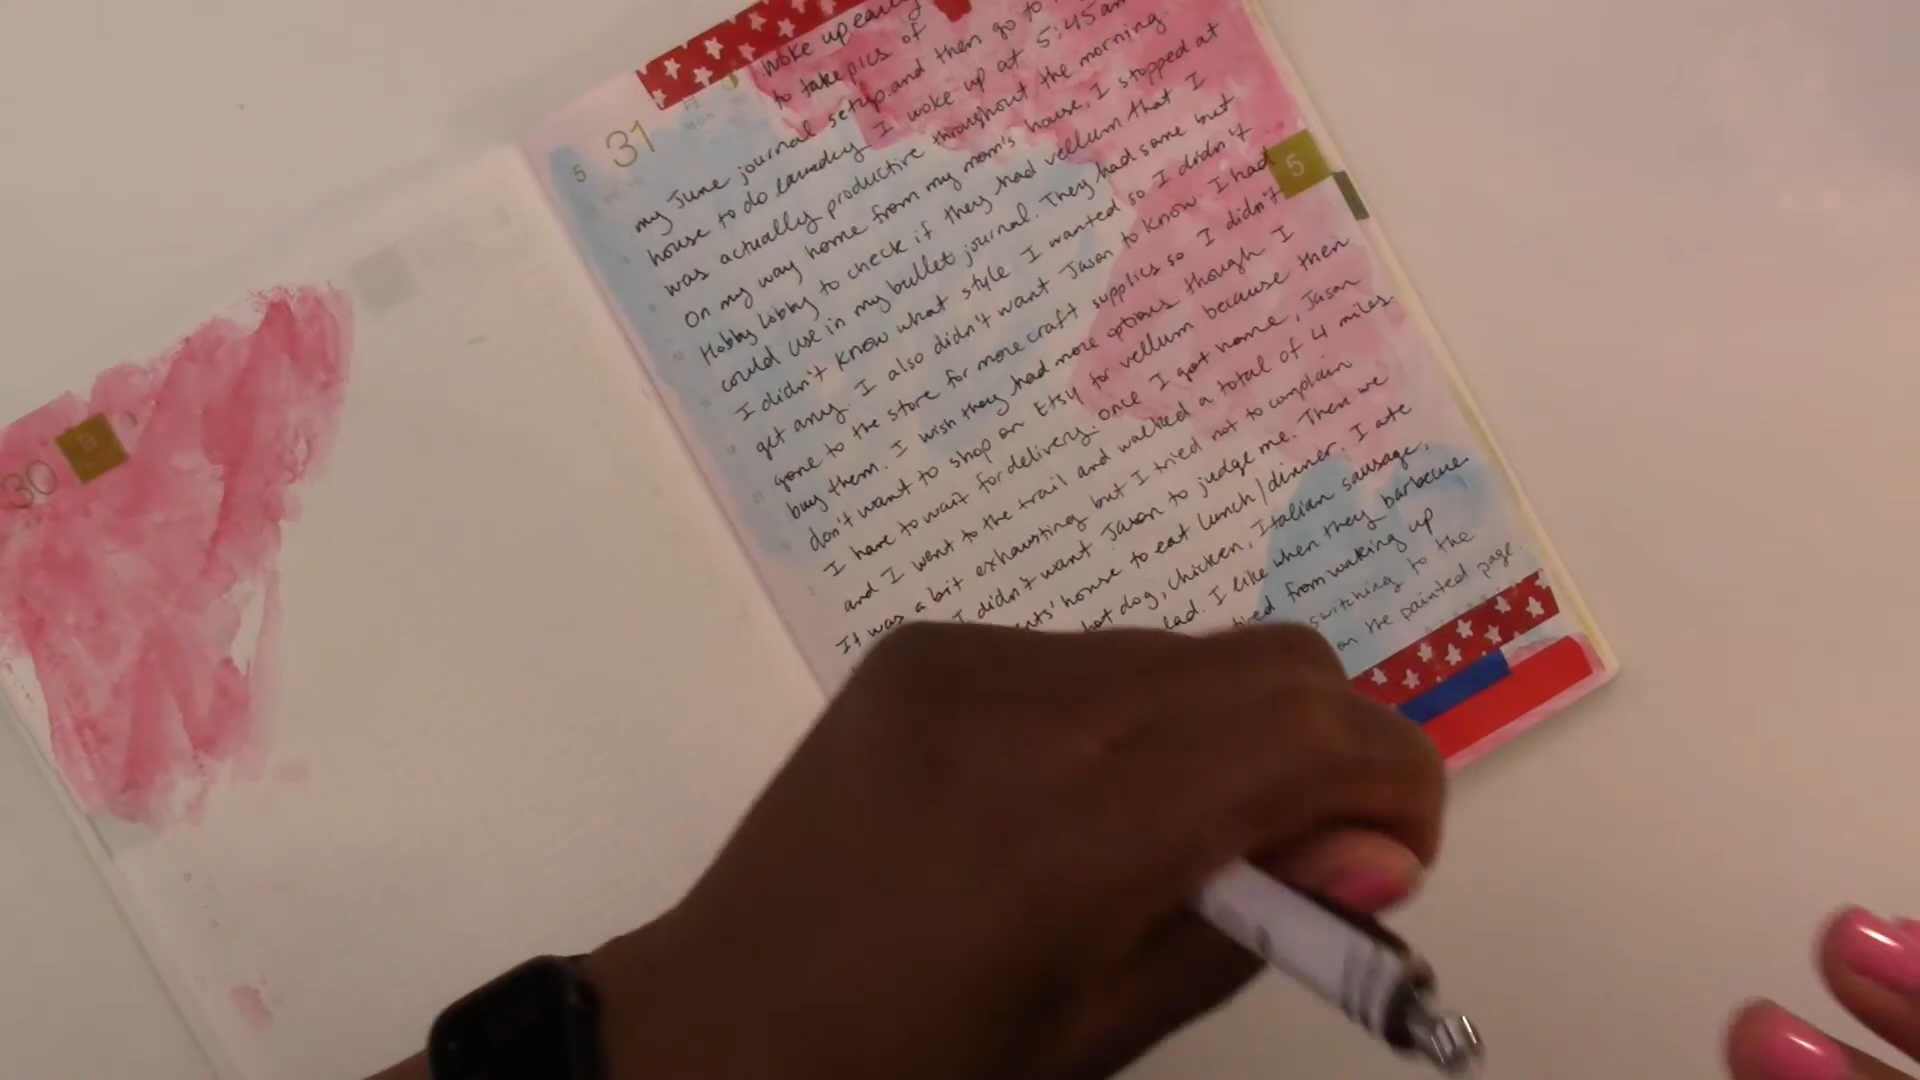 30
5
31
5
woke up early
to take pics of
my June journal setup and then go to
house to do laundry I woke up at 5:45am
was actually productive throughout the morning.
On my way home from my mom's house, I stopped at
Hobby Lobby to check if they had vellum that I
could use in my bullet journal. They had some but
I didn't know what style I wanted so I didn't
get any. I also didn't want Jason to know I had
gone to the store for more craft supplies so I didn't
buy them. I wish they had more options though I
don't want to shop on Etsy for vellum because then
I have to wait for delivery. Once I got home, Jason
and I went to the trail and walked a total of 4 miles.
It was a bit exhausting but I tried not to complain
I didn't want Jason to judge me. Then we
nts' house to eat lunch/dinner. I ate
hot dog, chicken, Italian sausage,
lad. I like when they barbecue
tired from waking up
switching to the
on the painted page.